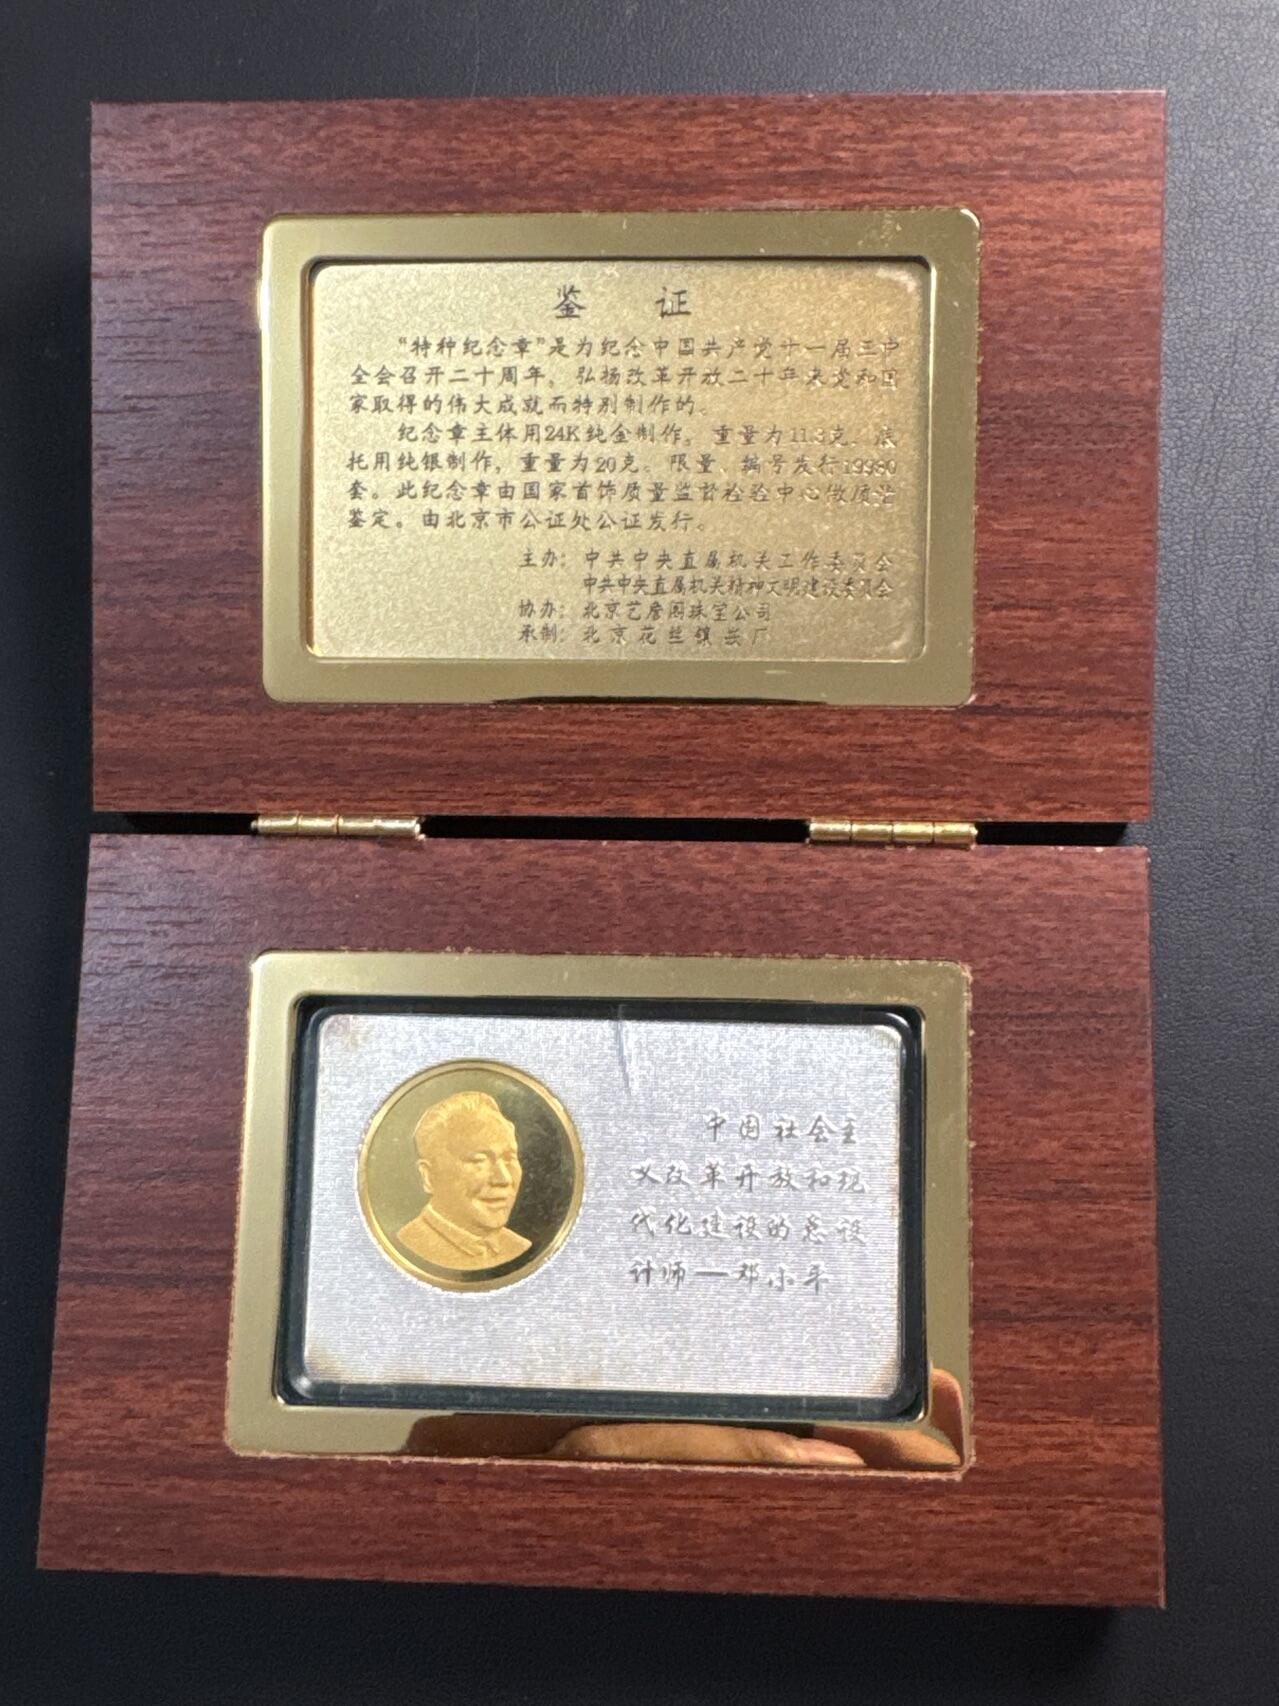 鉴 证
“特种纪念章”是为纪念中国共产党十一届三中
全会召开二十周年，弘扬改革开放二十年来党和国
家取得的伟大成就而特别制作的。
纪念章主体用24K纯金制作，重量为11.3克，底
托用纯银制作，重量为20克。限量、编号发行19980
套。此纪念章由国家首饰质量监督检验中心做质量
鉴定。由北京市公证处公证发行。
主办：中共中央直属机关工作委员会
中共中央直属机关精神文明建设委员会
协办：北京艺詹阁珠宝公司
承制：北京花丝镶嵌厂
中国社会主
义改革开放和现
代化建设的总设
计师—邓小平